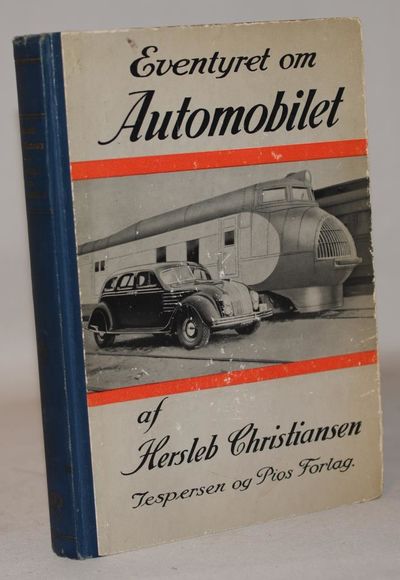 Eventyret om
Automobilet
af
Hersleb Christiansen
Jespersen og Pios Forlag.